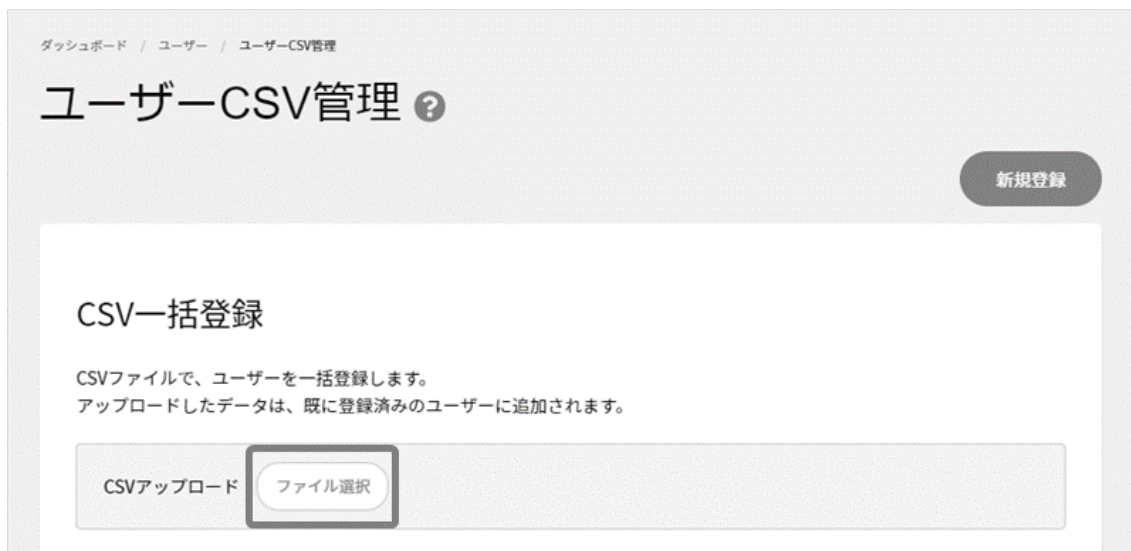 ダッシュボード / ユーザー / ユーザーCSV管理
ユーザーCSV管理 ?
新規登録
CSV一括登録
CSVファイルで、ユーザーを一括登録します。
アップロードしたデータは、既に登録済みのユーザーに追加されます。
CSVアップロード ファイル選択